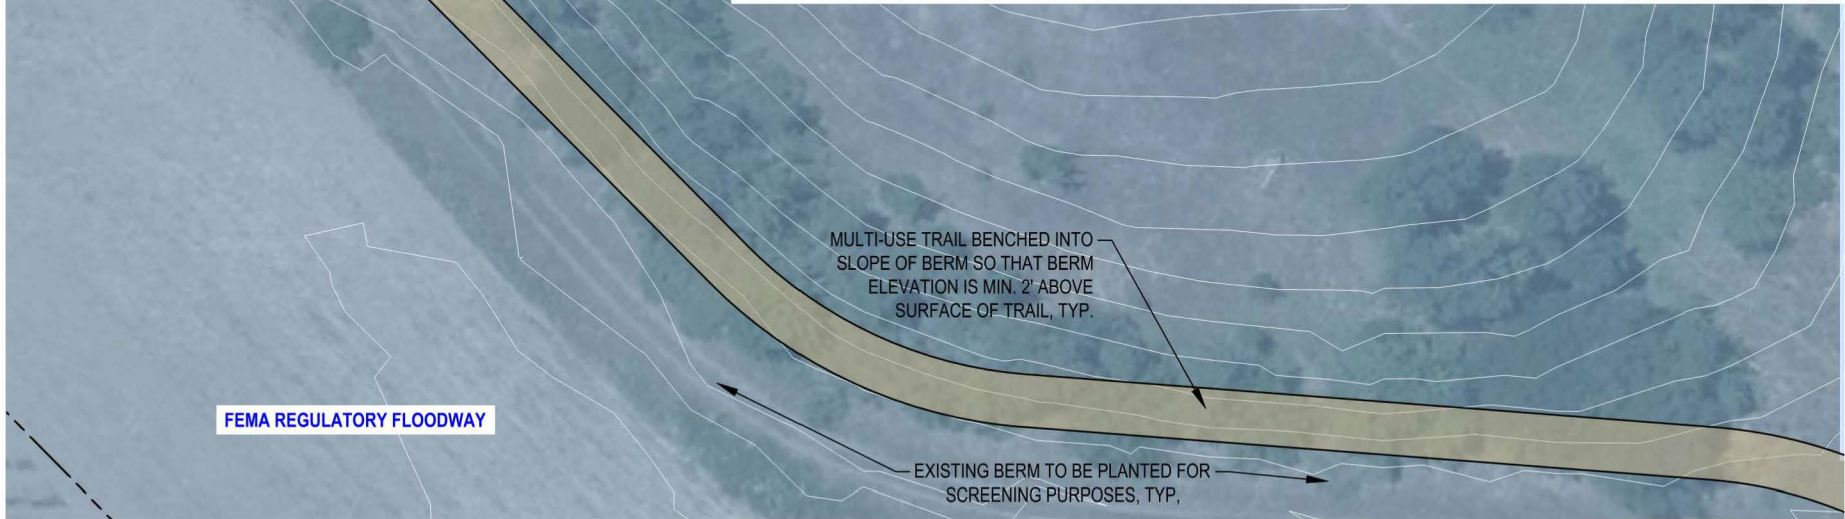 MULTI-USE TRAIL BENCHED INTO
SLOPE OF BERM SO THAT BERM
ELEVATION IS MIN. 2' ABOVE
SURFACE OF TRAIL, TYP.
FEMA REGULATORY FLOODWAY
EXISTING BERM TO BE PLANTED FOR
SCREENING PURPOSES, TYP,